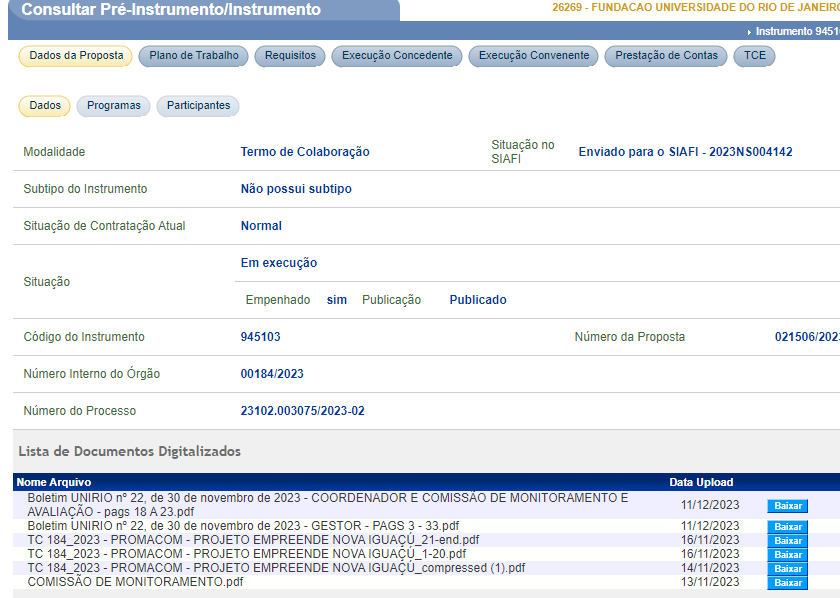 Consultar Pré-Instrumento/Instrumento
26269 - FUNDACAO UNIVERSIDADE DO RIO DE JANEIRO
Instrumento 9451
Dados da Proposta Plano de Trabalho Requisitos Execução Concedente Execução Convenente Prestação de Contas TCE
Dados Programas Participantes
Modalidade Termo de Colaboração Situação no SIAFI Enviado para o SIAFI - 2023NS004142
Subtipo do Instrumento Não possui subtipo
Situação de Contratação Atual Normal
Situação Em execução
Empenhado sim Publicação Publicado
Código do Instrumento 945103 Número da Proposta 021506/202
Número Interno do Órgão 00184/2023
Número do Processo 23102.003075/2023-02
Lista de Documentos Digitalizados
Nome Arquivo Data Upload
Boletim UNIRIO nº 22, de 30 de novembro de 2023 - COORDENADOR E COMISSÃO DE MONITORAMENTO E
AVALIAÇÃO - pags 18 A 23.pdf 11/12/2023 Baixar
Boletim UNIRIO nº 22, de 30 de novembro de 2023 - GESTOR - PAGS 3 - 33.pdf 11/12/2023 Baixar
TC 184_2023 - PROMACOM - PROJETO EMPREENDE NOVA IGUAÇÚ_21-end.pdf 16/11/2023 Baixar
TC 184_2023 - PROMACOM - PROJETO EMPREENDE NOVA IGUAÇÚ_1-20.pdf 16/11/2023 Baixar
TC 184_2023 - PROMACOM - PROJETO EMPREENDE NOVA IGUAÇÚ_compressed (1).pdf 14/11/2023 Baixar
COMISSÃO DE MONITORAMENTO.pdf 13/11/2023 Baixar